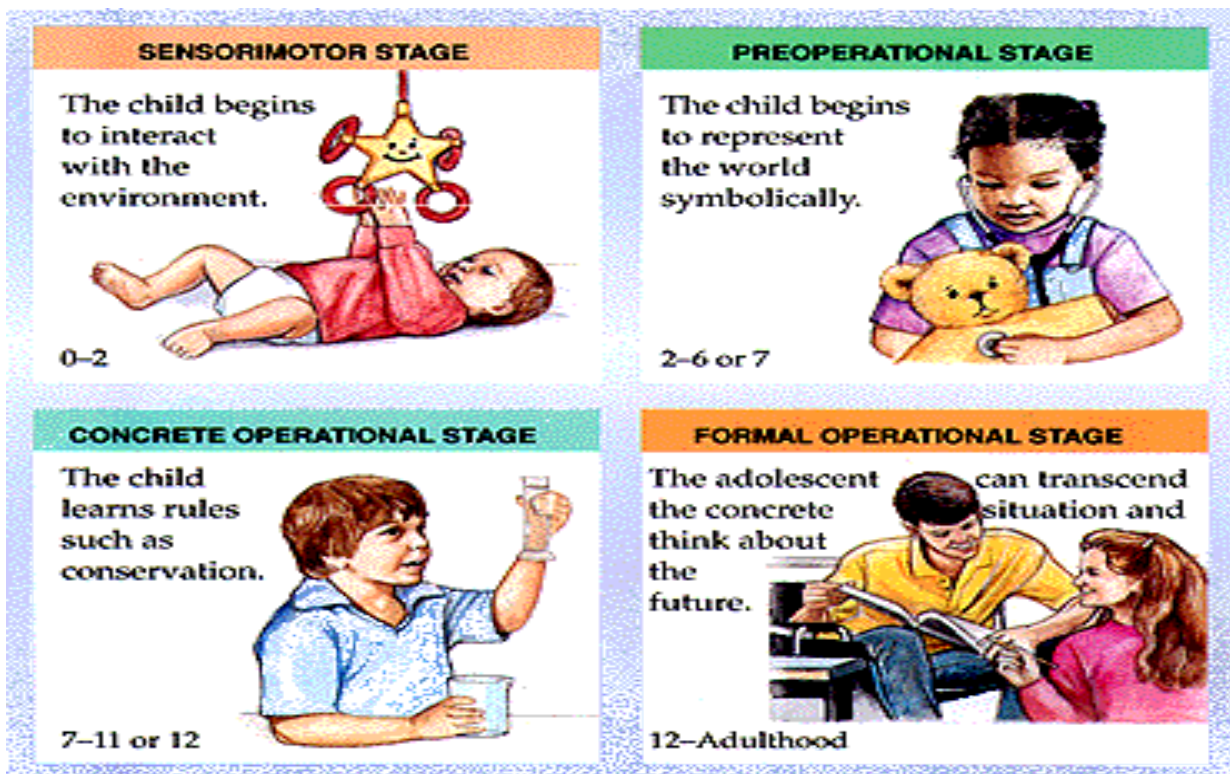 SENSORIMOTOR STAGE
The child begins
to interact
with the
environment.
0–2
PREOPERATIONAL STAGE
The child begins
to represent
the world
symbolically.
2–6 or 7
CONCRETE OPERATIONAL STAGE
The child
learns rules
such as
conservation.
7–11 or 12
FORMAL OPERATIONAL STAGE
The adolescent can transcend
the concrete situation and
think about
the
future.
12–Adulthood